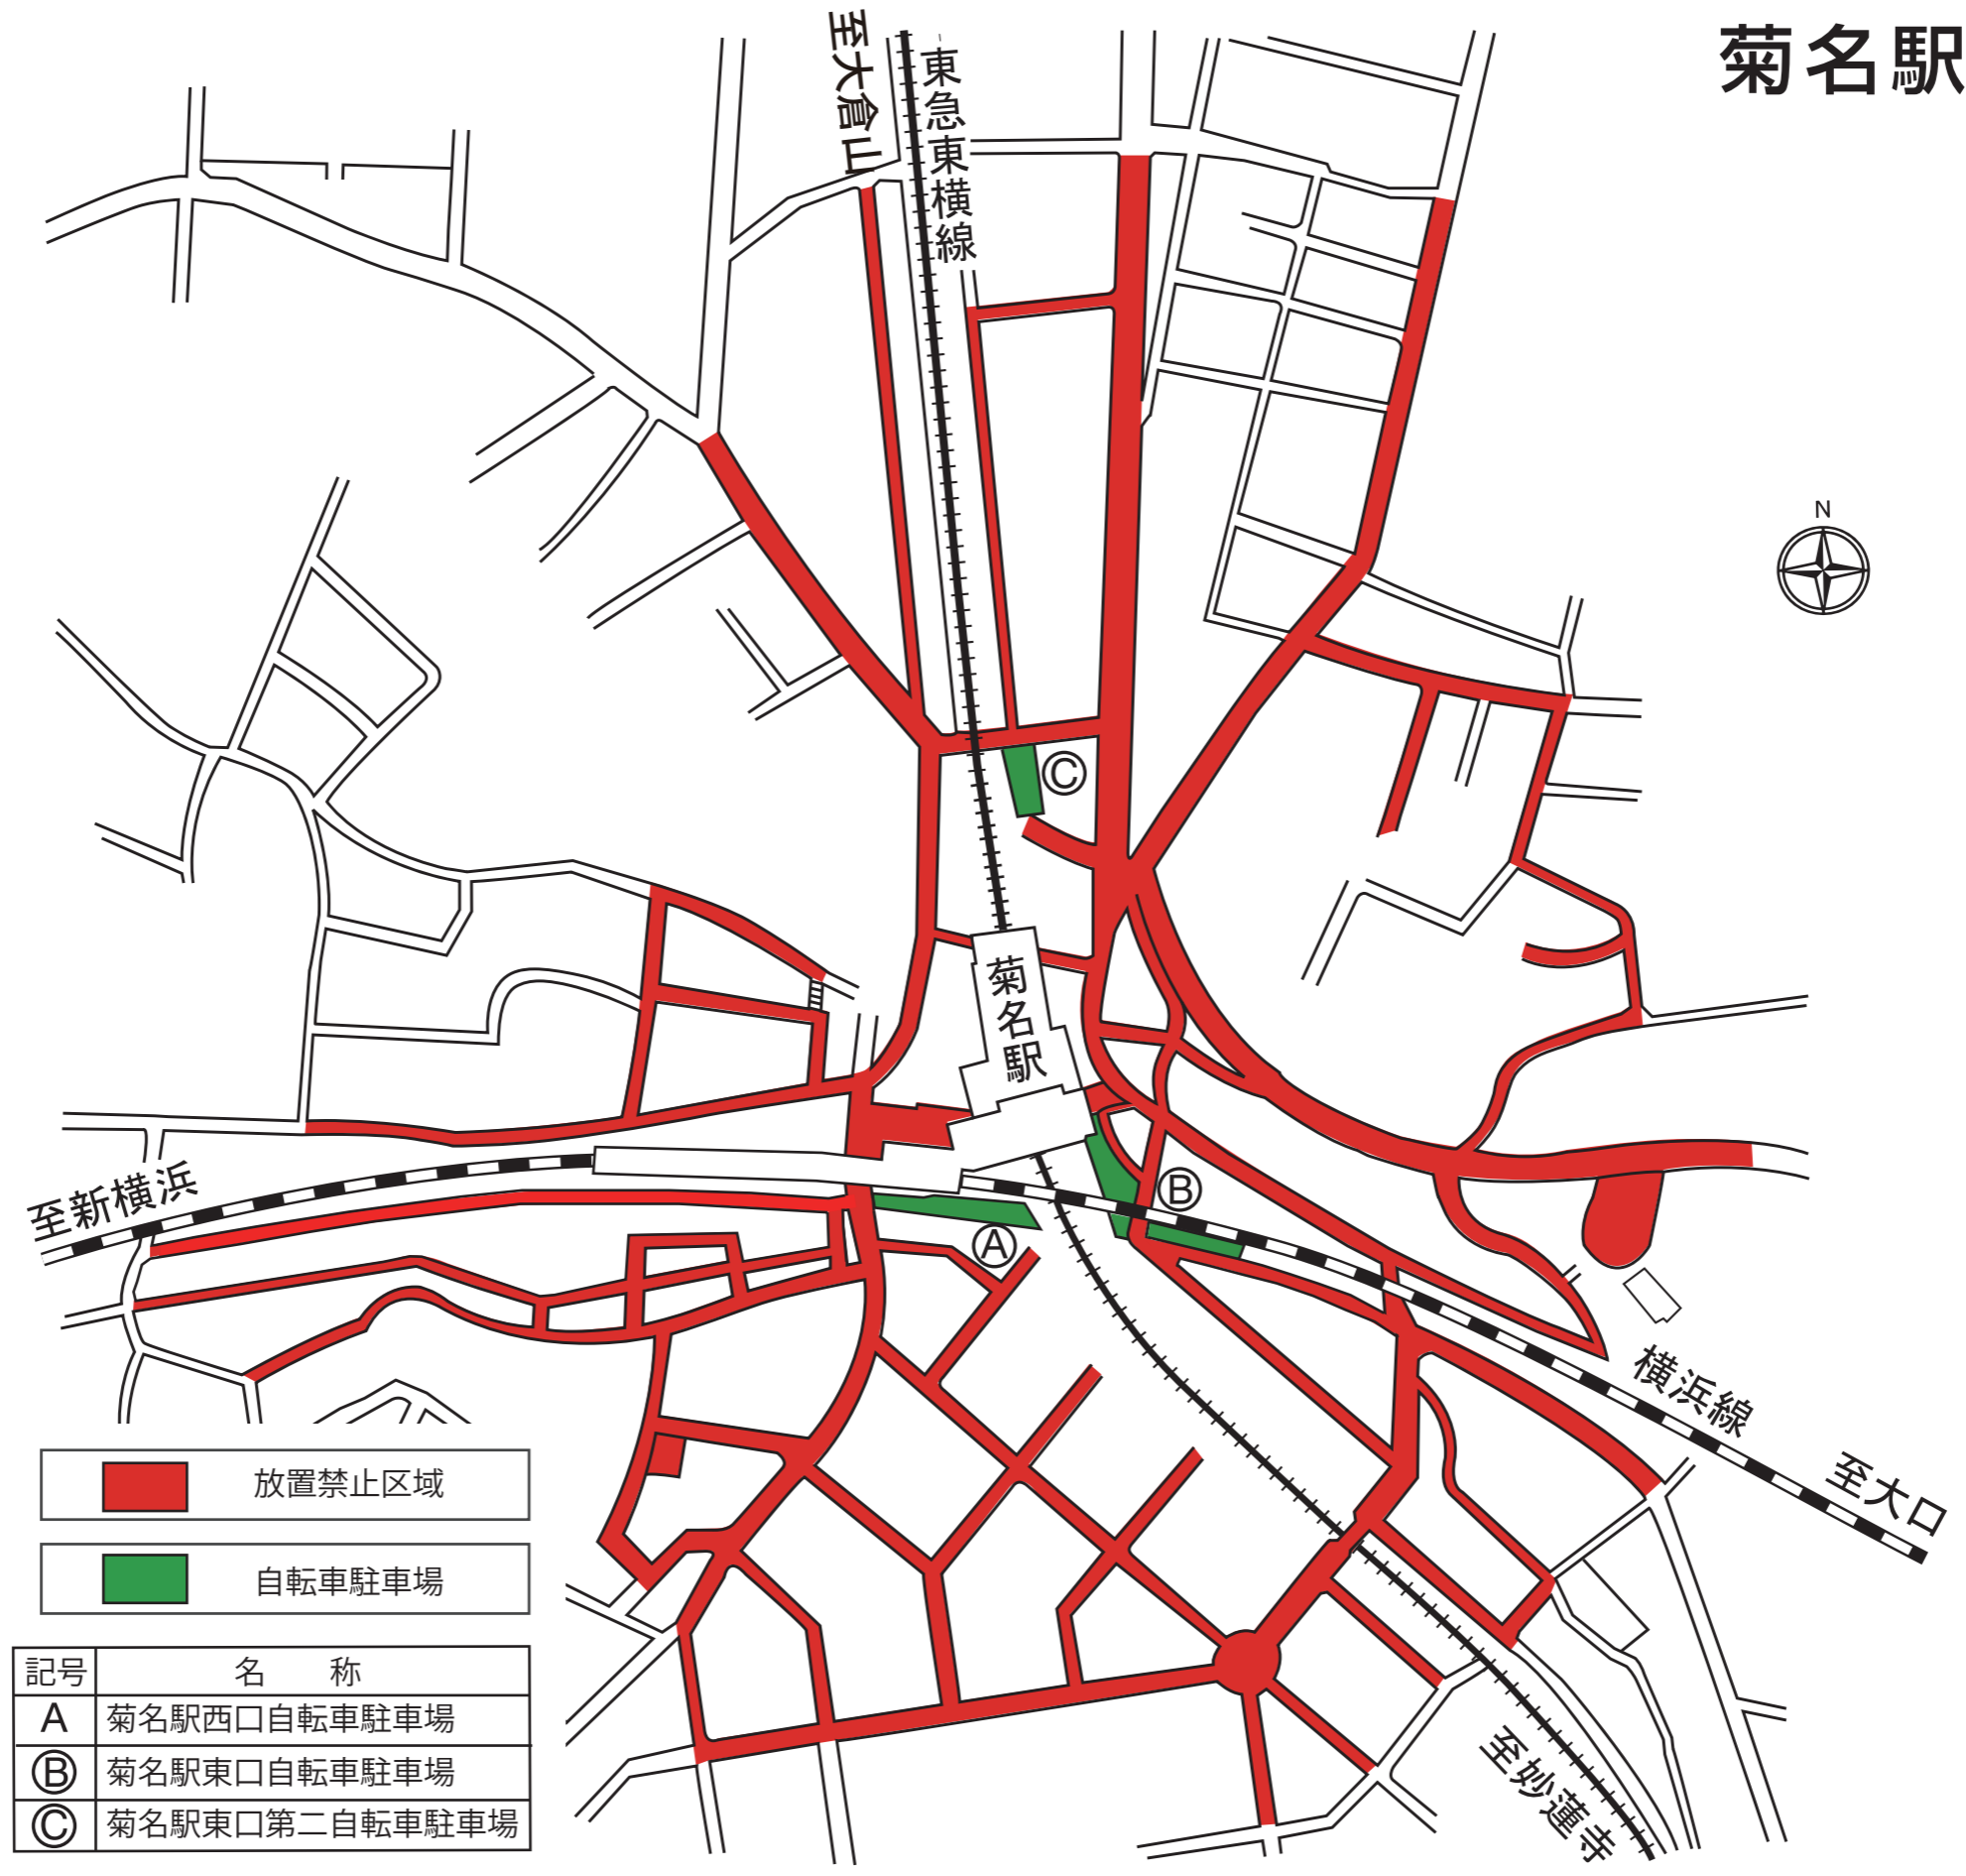 菊名駅
至大倉山
東急東横線
N
C
菊名駅
B
A
至新横浜
横浜線
至大口
至妙蓮寺
放置禁止区域
自転車駐車場
記号 名 称
A 菊名駅西口自転車駐車場
Ⓑ 菊名駅東口自転車駐車場
Ⓒ 菊名駅東口第二自転車駐車場